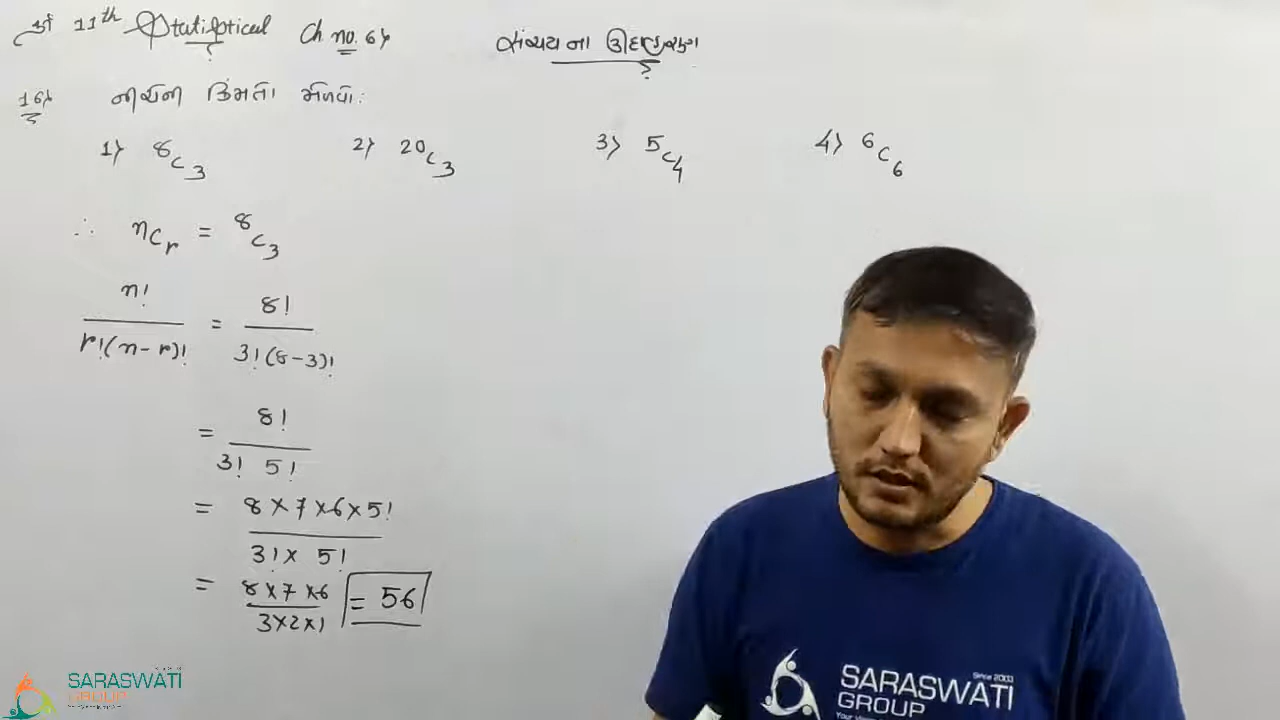 ધો 11th Statistical Ch no. 6
સંચય ના ઉદાહરણ
16) નીચેની કિંમતો મેળવો:
1) ⁸C₃ 2) ²⁰C₃ 3) ⁵C₄ 4) ⁶C₆
∴ nCr = ⁸C₃
n! / r!(n-r)! = 8! / 3!(8-3)!
= 8! / 3! 5!
= 8×7×6×5! / 3!× 5!
= 8×7×6 / 3×2×1 = 56
SARASWATI
GROUP
Since 2003
SARASWATI
GROUP